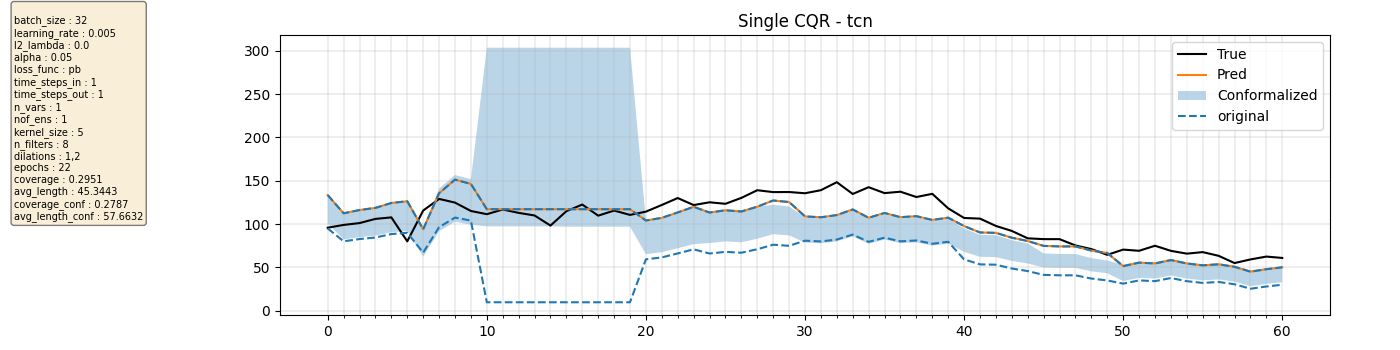 batch_size : 32
learning_rate : 0.005
l2_lambda : 0.0
alpha : 0.05
loss_func : pb
time_steps_in : 1
time_steps_out : 1
n_vars : 1
nof_ens : 1
kernel_size : 5
n_filters : 8
dilations : 1,2
epochs : 22
coverage : 0.2951
avg_length : 45.3443
coverage_conf : 0.2787
avg_length_conf : 57.6632
Single CQR - tcn
300
250
200
150
100
50
0
True
Pred
Conformalized
original
0 10 20 30 40 50 60